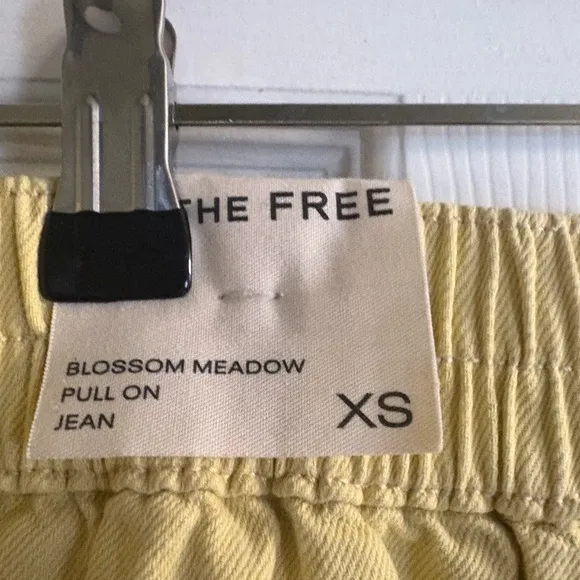 THE FREE
BLOSSOM MEADOW
PULL ON
JEAN
XS